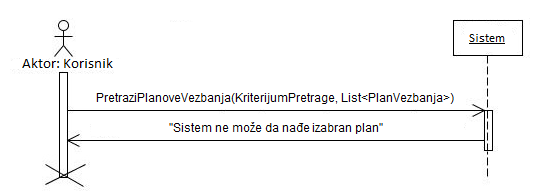 Sistem
Aktor: Korisnik
PretraziPlanoveVezbanja(KriterijumPretrage, List<PlanVezbanja>)
"Sistem ne može da nađe izabran plan"